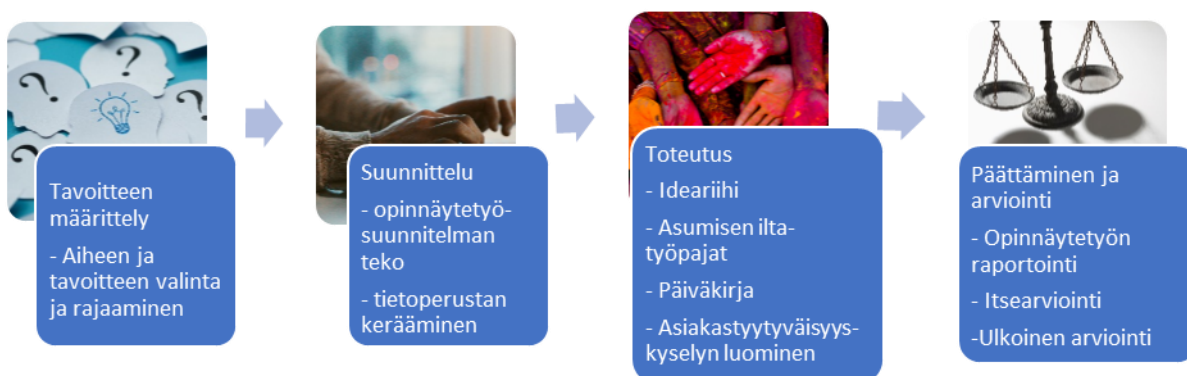 Tavoitteen
määrittely
- Aiheen ja
tavoitteen valinta
ja rajaaminen
Suunnittelu
- opinnäytetyö-
suunnitelman
teko
- tietoperustan
kerääminen
Toteutus
- Ideariihi
- Asumisen ilta-
työpajat
- Päiväkirja
- Asiakastyytyväisyys-
kyselyn luominen
Päättäminen ja
arviointi
- Opinnäytetyön
raportointi
- Itsearviointi
-Ulkoinen arviointi